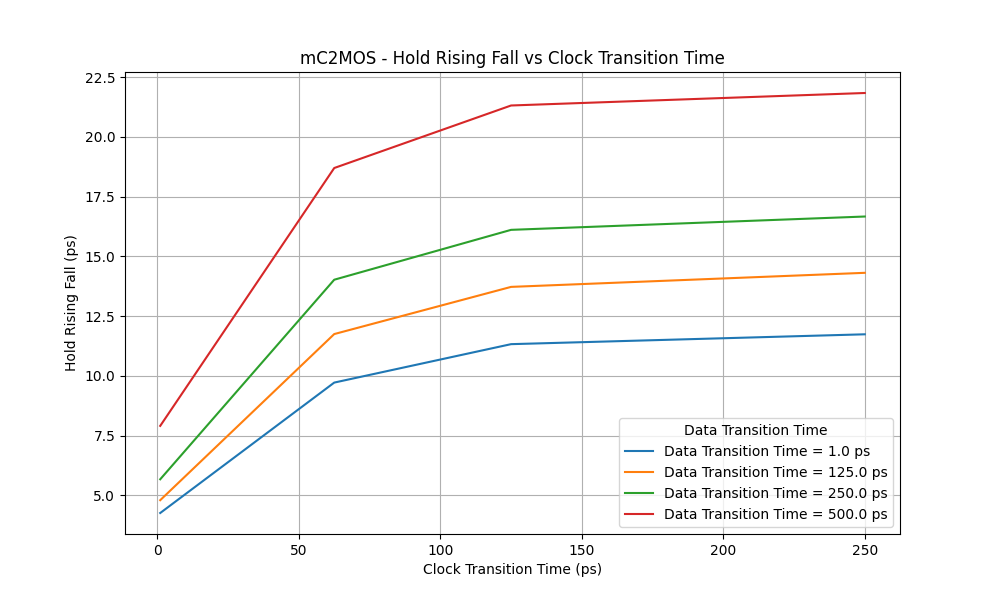 mC2MOS - Hold Rising Fall vs Clock Transition Time
Hold Rising Fall (ps)
22.5
20.0
17.5
15.0
12.5
10.0
7.5
5.0
Data Transition Time
Data Transition Time = 1.0 ps
Data Transition Time = 125.0 ps
Data Transition Time = 250.0 ps
Data Transition Time = 500.0 ps
0 50 100 150 200 250
Clock Transition Time (ps)